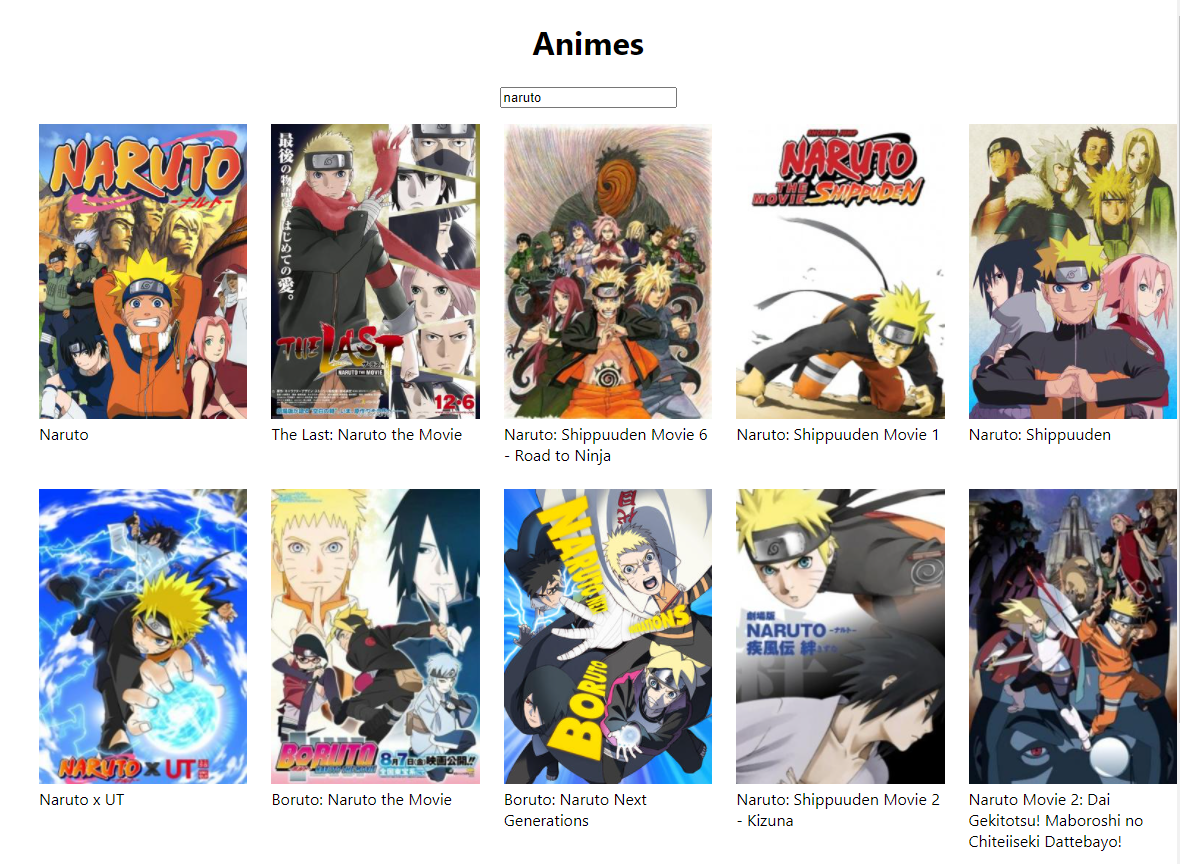 Animes
naruto
NARUTO
-ナルト-
最後の物語は、はじめての愛。
THE LAST
NARUTO THE MOVIE
12・6
SHONEN JUMP
NARUTO
THE MOVIE SHIPPUDEN
Naruto
The Last: Naruto the Movie
Naruto: Shippuuden Movie 6
- Road to Ninja
Naruto: Shippuuden Movie 1
Naruto: Shippuuden
NARUTO X UT
BORUTO
8月7日(金)映画公開!!
BORUTO
劇場版
NARUTO -ナルト-
疾風伝 絆
Naruto x UT
Boruto: Naruto the Movie
Boruto: Naruto Next
Generations
Naruto: Shippuuden Movie 2
- Kizuna
Naruto Movie 2: Dai
Gekitotsu! Maboroshi no
Chiteiiseki Dattebayo!